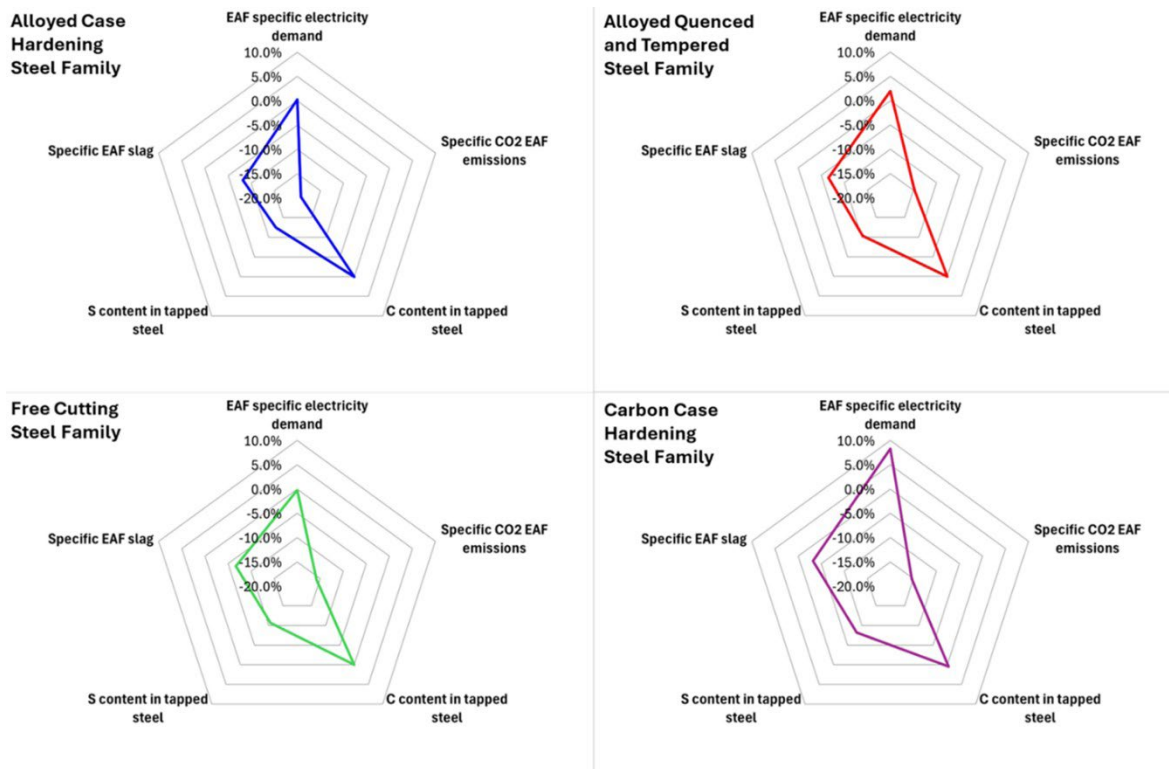 Alloyed Case
Hardening
Steel Family
EAF specific electricity
demand
10.0%
5.0%
0.0%
-5.0%
-10.0%
-15.0%
-20.0%
Specific CO2 EAF
emissions
C content in tapped
steel
S content in tapped
steel
Specific EAF slag
Alloyed Quenced
and Tempered
Steel Family
EAF specific electricity
demand
10.0%
5.0%
0.0%
-5.0%
-10.0%
-15.0%
-20.0%
Specific CO2 EAF
emissions
C content in tapped
steel
S content in tapped
steel
Specific EAF slag
Free Cutting
Steel Family
EAF specific electricity
demand
10.0%
5.0%
0.0%
-5.0%
-10.0%
-15.0%
-20.0%
Specific CO2 EAF
emissions
C content in tapped
steel
S content in tapped
steel
Specific EAF slag
Carbon Case
Hardening
Steel Family
EAF specific electricity
demand
10.0%
5.0%
0.0%
-5.0%
-10.0%
-15.0%
-20.0%
Specific CO2 EAF
emissions
C content in tapped
steel
S content in tapped
steel
Specific EAF slag